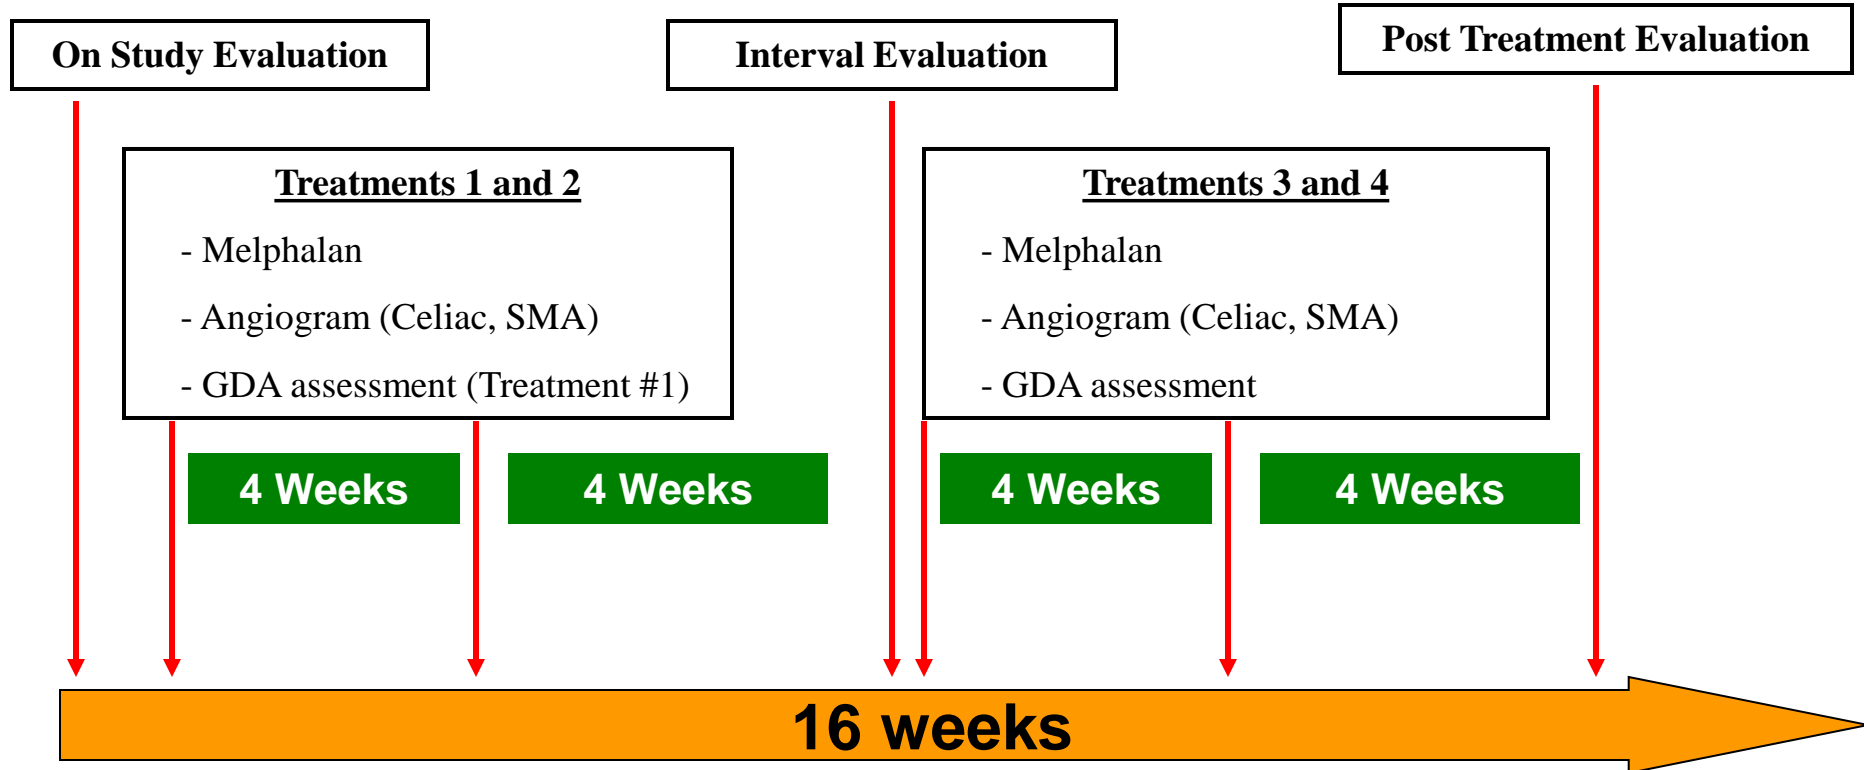 On Study Evaluation
Interval Evaluation
Post Treatment Evaluation
Treatments 1 and 2
- Melphalan
- Angiogram (Celiac, SMA)
- GDA assessment (Treatment #1)
Treatments 3 and 4
- Melphalan
- Angiogram (Celiac, SMA)
- GDA assessment
4 Weeks
4 Weeks
4 Weeks
4 Weeks
16 weeks